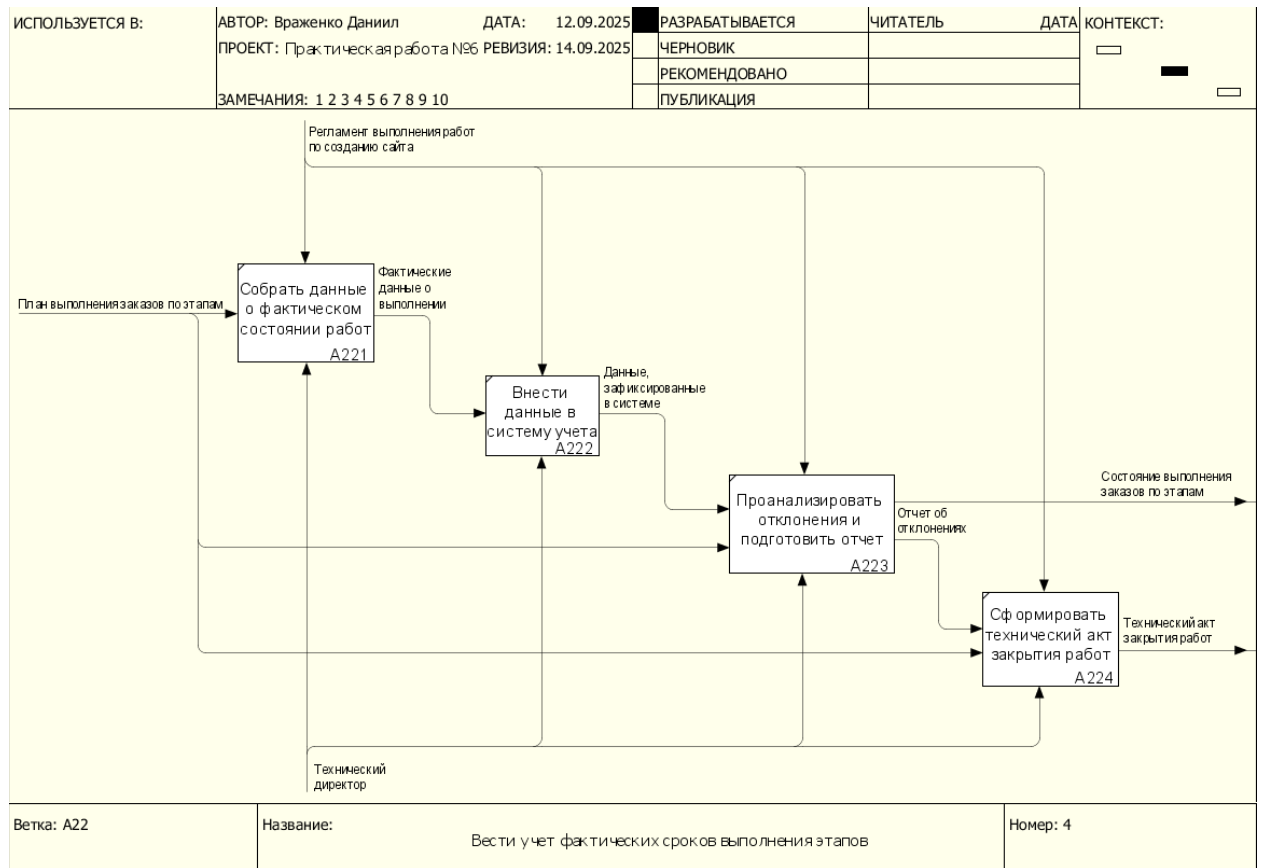 ИСПОЛЬЗУЕТСЯ В:
АВТОР: Враженко Даниил
ДАТА: 12.09.2025
РАЗРАБАТЫВАЕТСЯ
ЧИТАТЕЛЬ
ДАТА
КОНТЕКСТ:
ПРОЕКТ: Практическая работа №6
РЕВИЗИЯ: 14.09.2025
ЧЕРНОВИК
РЕКОМЕНДОВАНО
ЗАМЕЧАНИЯ: 1 2 3 4 5 6 7 8 9 10
ПУБЛИКАЦИЯ
Регламент выполнения работ
по созданию сайта
План выполнения заказов по этапам
Собрать данные
о фактическом
состоянии работ
A221
Фактические
данные о
выполнении
Внести
данные в
систему учета
A222
Данные,
зафиксированные
в системе
Проанализировать
отклонения и
подготовить отчет
A223
Состояние выполнения
заказов по этапам
Отчет об
отклонениях
Сформировать
технический акт
закрытия работ
A224
Технический акт
закрытия работ
Технический
директор
Ветка: A22
Название:
Вести учет фактических сроков выполнения этапов
Номер: 4